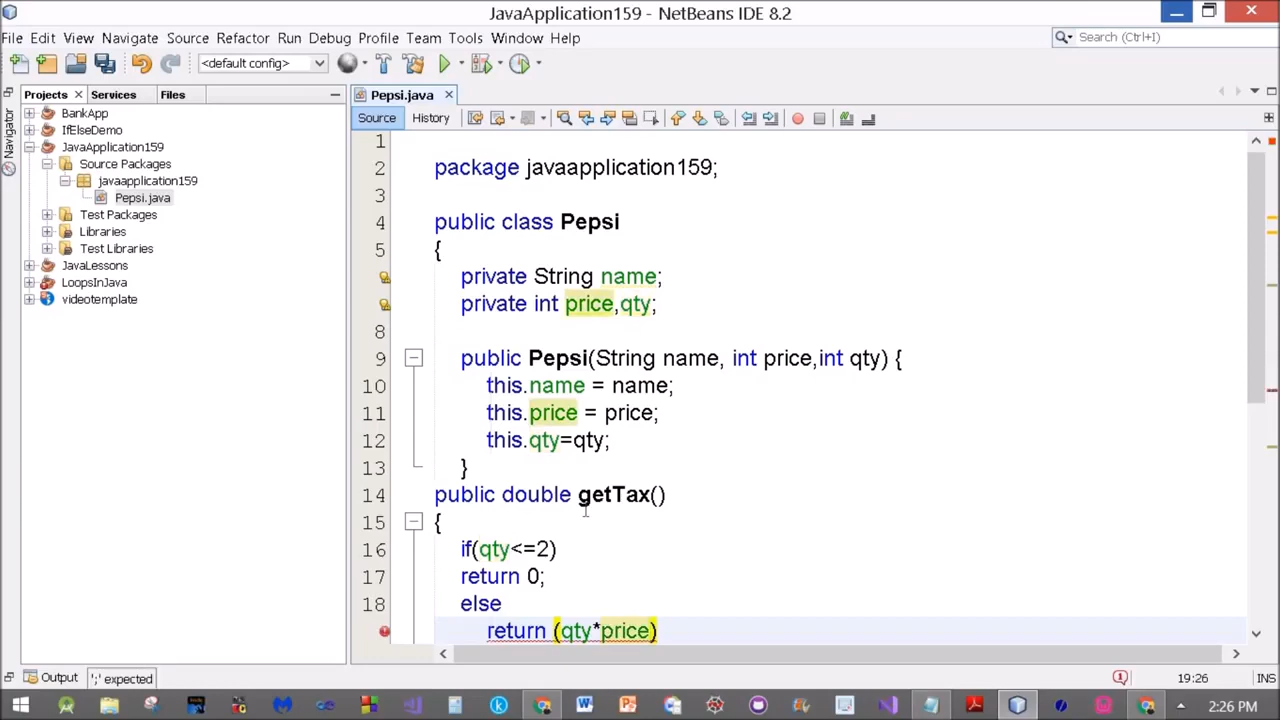 JavaApplication159 - NetBeans IDE 8.2
File Edit View Navigate Source Refactor Run Debug Profile Team Tools Window Help
Search (Ctrl+I)
<default config>
Projects Services Files
Pepsi.java
Navigator
BankApp
IfElseDemo
JavaApplication159
Source Packages
javaapplication159
Pepsi.java
Test Packages
Libraries
Test Libraries
JavaLessons
LoopsInJava
videotemplate
Source History
1
2 package javaapplication159;
3
4 public class Pepsi
5 {
private String name;
private int price,qty;
8
9 public Pepsi(String name, int price,int qty) {
10 this.name = name;
11 this.price = price;
12 this.qty=qty;
13 }
14 public double getTax()
15 {
16 if(qty<=2)
17 return 0;
18 else
return (qty*price)
Output ';' expected
19:26 INS
2:26 PM